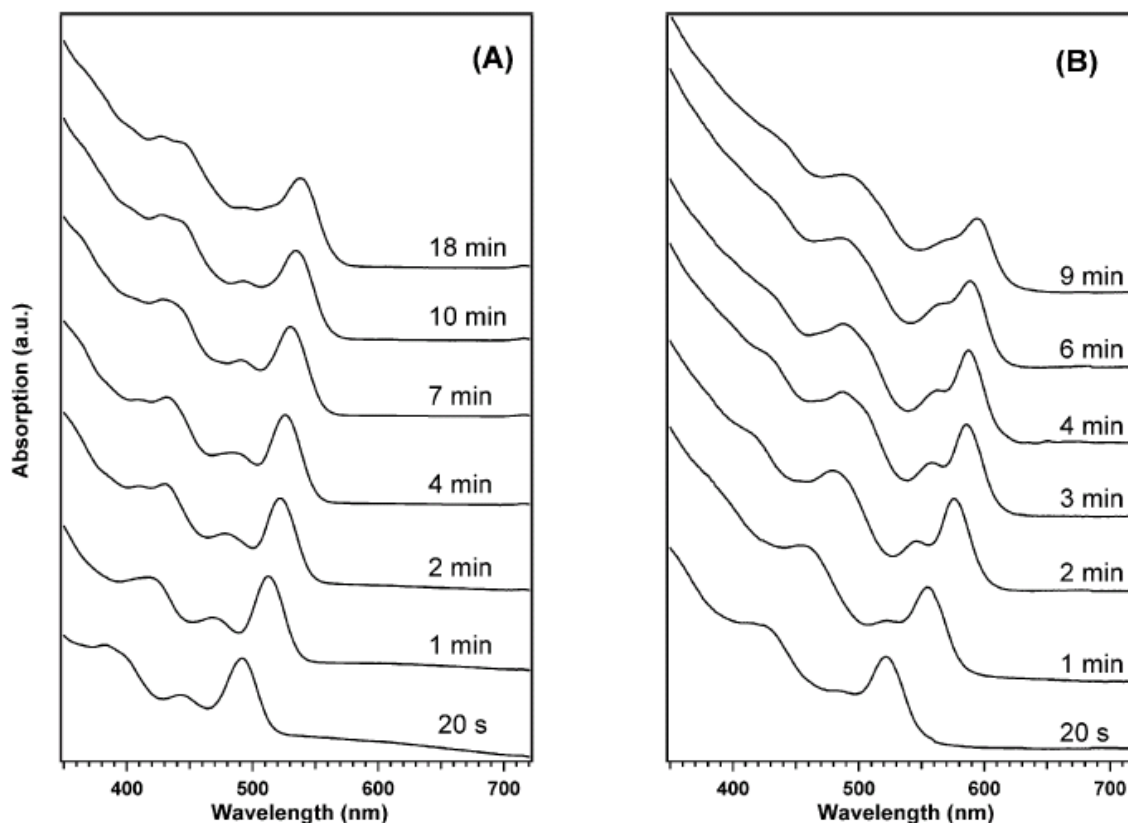 (A)
18 min
10 min
7 min
4 min
2 min
1 min
20 s
Absorption (a.u.)
400 500 600 700
Wavelength (nm)
(B)
9 min
6 min
4 min
3 min
2 min
1 min
20 s
400 500 600 700
Wavelength (nm)